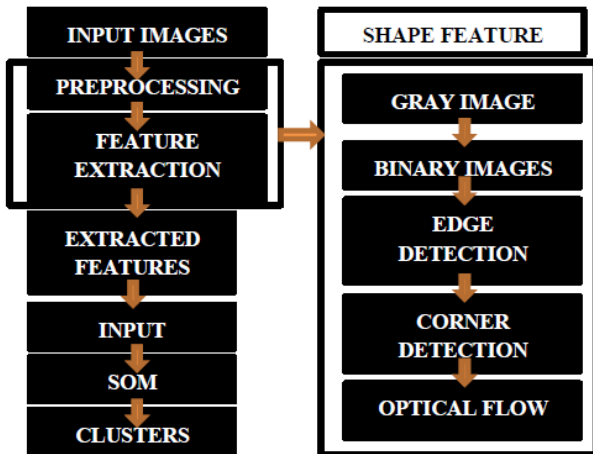 INPUT IMAGES
PREPROCESSING
FEATURE
EXTRACTION
EXTRACTED
FEATURES
INPUT
SOM
CLUSTERS
SHAPE FEATURE
GRAY IMAGE
BINARY IMAGES
EDGE
DETECTION
CORNER
DETECTION
OPTICAL FLOW